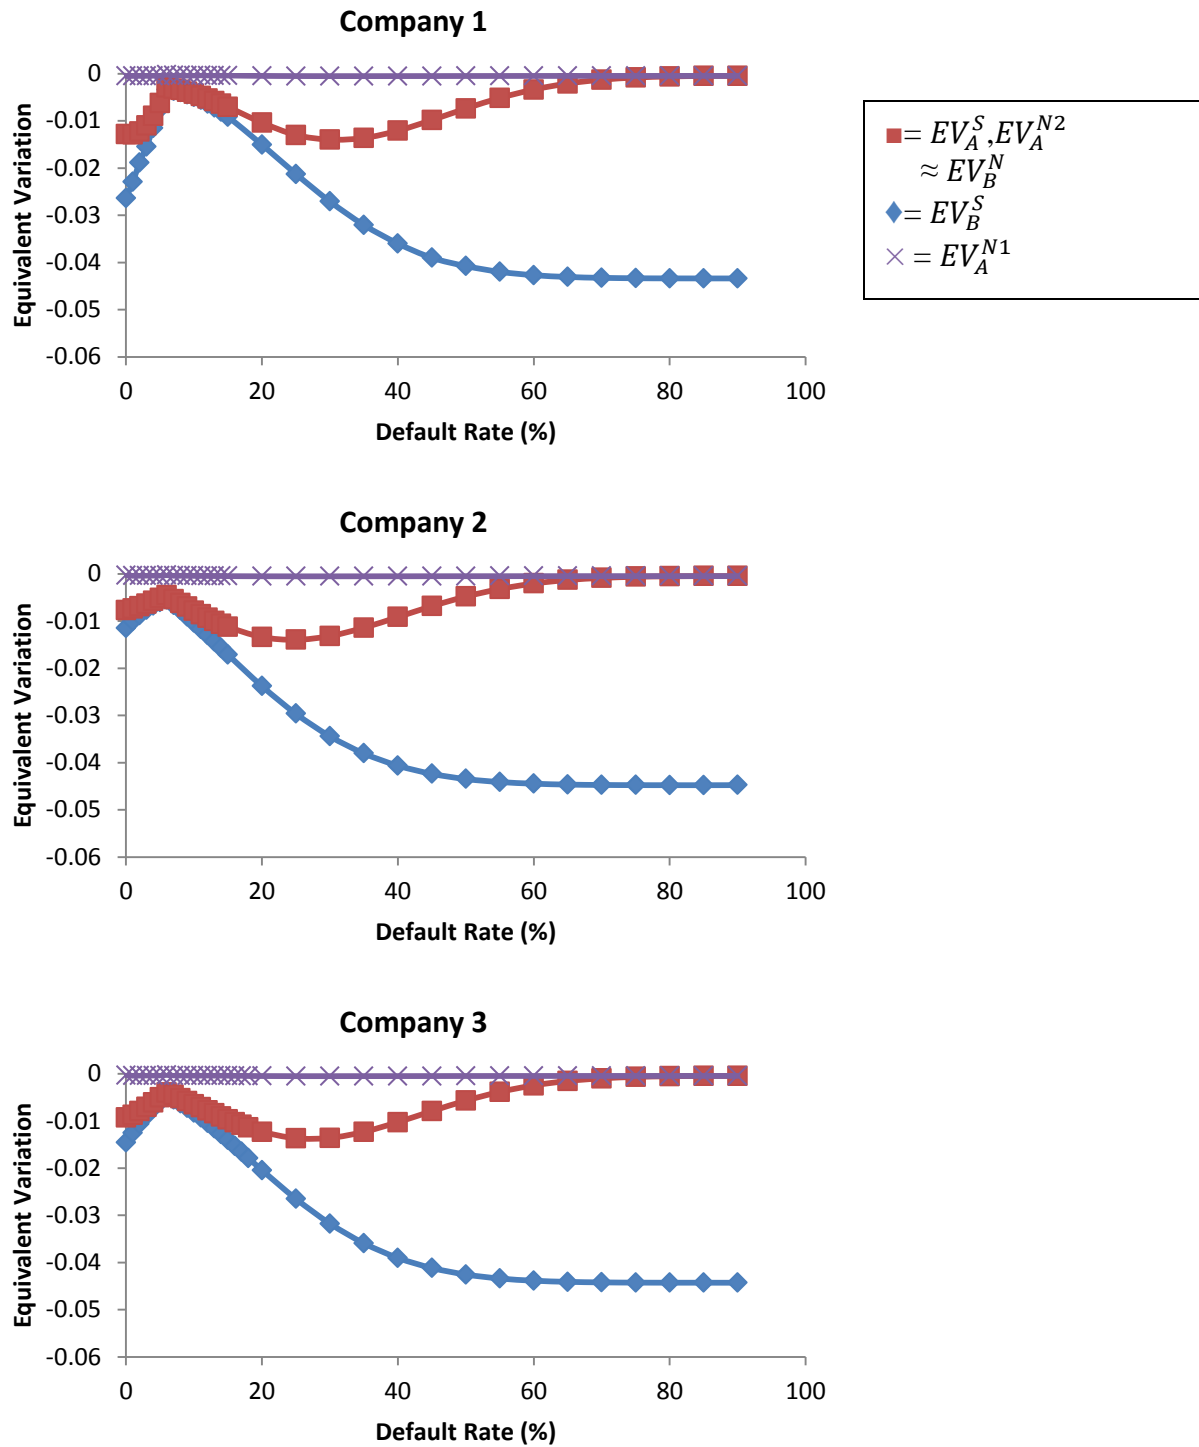 Company 1
0
-0.01
-0.02
-0.03
-0.04
-0.05
-0.06
Equivalent Variation
0 20 40 60 80 100
Default Rate (%)
= EV_A^S, EV_A^{N2}
≈ EV_B^N
= EV_B^S
= EV_A^{N1}
Company 2
0
-0.01
-0.02
-0.03
-0.04
-0.05
-0.06
Equivalent Variation
0 20 40 60 80 100
Default Rate (%)
Company 3
0
-0.01
-0.02
-0.03
-0.04
-0.05
-0.06
Equivalent Variation
0 20 40 60 80 100
Default Rate (%)